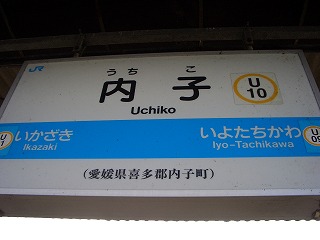 JR
うちこ
内子
Uchiko
U
10
いかざき
Ikazaki
いよたちかわ
Iyo-Tachikawa
U
09
(愛媛県喜多郡内子町)